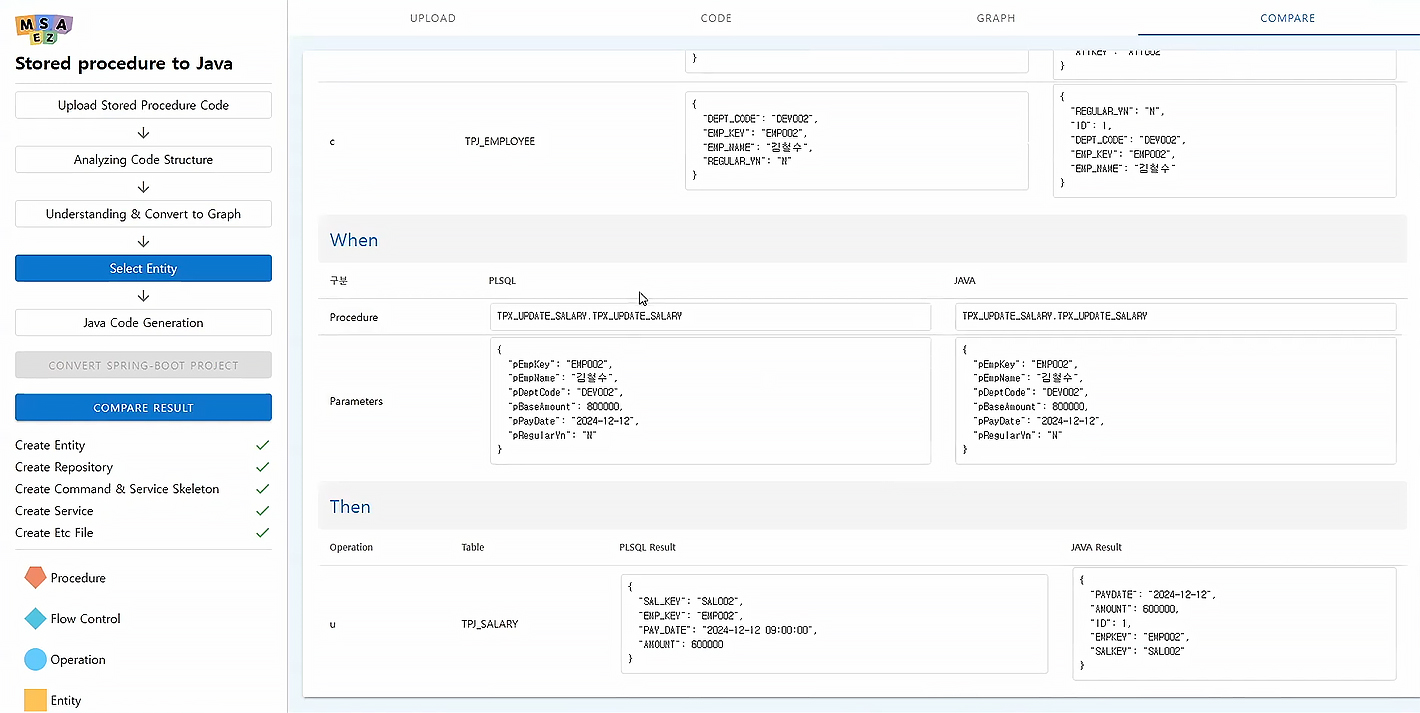 MSA
EZ
Stored procedure to Java
Upload Stored Procedure Code
Analyzing Code Structure
Understanding & Convert to Graph
Select Entity
Java Code Generation
CONVERT SPRING-BOOT PROJECT
COMPARE RESULT
Create Entity
Create Repository
Create Command & Service Skeleton
Create Service
Create Etc File
Procedure
Flow Control
Operation
Entity
UPLOAD CODE GRAPH COMPARE
}
}
c TPJ_EMPLOYEE
{
"DEPT_CODE": "DEV002",
"EMP_KEY": "EMP002",
"EMP_NAME": "김철수",
"REGULAR_YN": "N"
}
{
"REGULAR_YN": "N",
"ID": 1,
"DEPT_CODE": "DEV002",
"EMP_KEY": "EMP002",
"EMP_NAME": "김철수"
}
When
구분 PLSQL JAVA
Procedure TPX_UPDATE_SALARY.TPX_UPDATE_SALARY TPX_UPDATE_SALARY.TPX_UPDATE_SALARY
Parameters
{
"pEmpKey": "EMP002",
"pEmpName": "김철수",
"pDeptCode": "DEV002",
"pBaseAmount": 800000,
"pPayDate": "2024-12-12",
"pRegularYn": "N"
}
{
"pEmpKey": "EMP002",
"pEmpName": "김철수",
"pDeptCode": "DEV002",
"pBaseAmount": 800000,
"pPayDate": "2024-12-12",
"pRegularYn": "N"
}
Then
Operation Table PLSQL Result JAVA Result
u TPJ_SALARY
{
"SAL_KEY": "SAL002",
"EMP_KEY": "EMP002",
"PAY_DATE": "2024-12-12 09:00:00",
"AMOUNT": 600000
}
{
"PAYDATE": "2024-12-12",
"AMOUNT": 600000,
"ID": 1,
"EMPKEY": "EMP002",
"SALKEY": "SAL002"
}